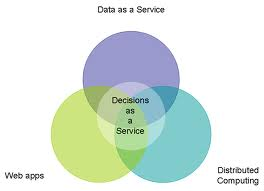 Data as a Service
Decisions
as
a
Service
Web apps
Distributed
Computing